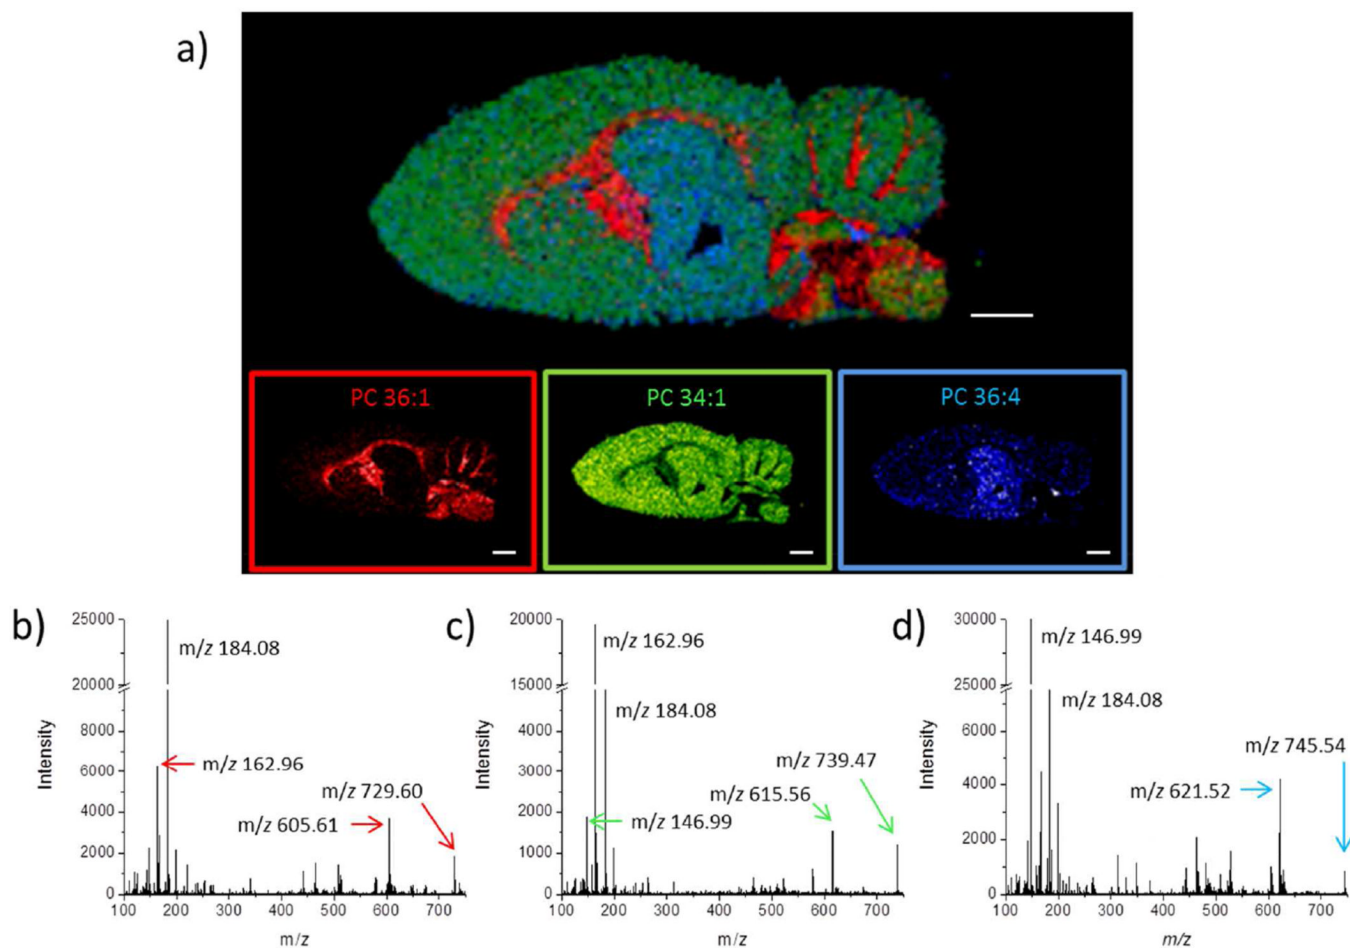 a)
PC 36:1
PC 34:1
PC 36:4
b)
25000
20000
8000
6000
4000
2000
0
Intensity
m/z 184.08
m/z 162.96
m/z 729.60
m/z 605.61
100 200 300 400 500 600 700
m/z
c)
20000
15000
4000
3000
2000
1000
0
Intensity
m/z 162.96
m/z 184.08
m/z 739.47
m/z 615.56
m/z 146.99
100 200 300 400 500 600 700
m/z
d)
30000
25000
6000
4000
2000
0
Intensity
m/z 146.99
m/z 184.08
m/z 745.54
m/z 621.52
100 200 300 400 500 600 700
m/z